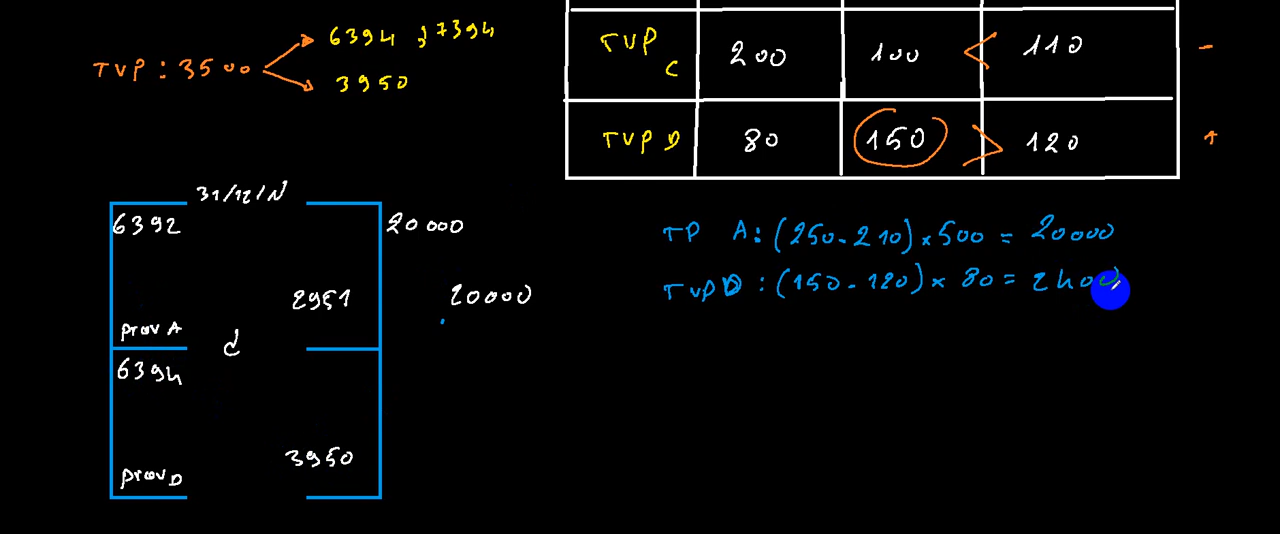 6394 ; 7394
TVP : 3500
3950
TVP C 200 100 < 110 -
TVP D 80 150 > 120 +
31/12/N
6392 20 000
2951 20000
prov A
d
6394
3950
prov D
TP A : (250-210) × 500 = 20000
TVP D : (150-120) × 80 = 2400